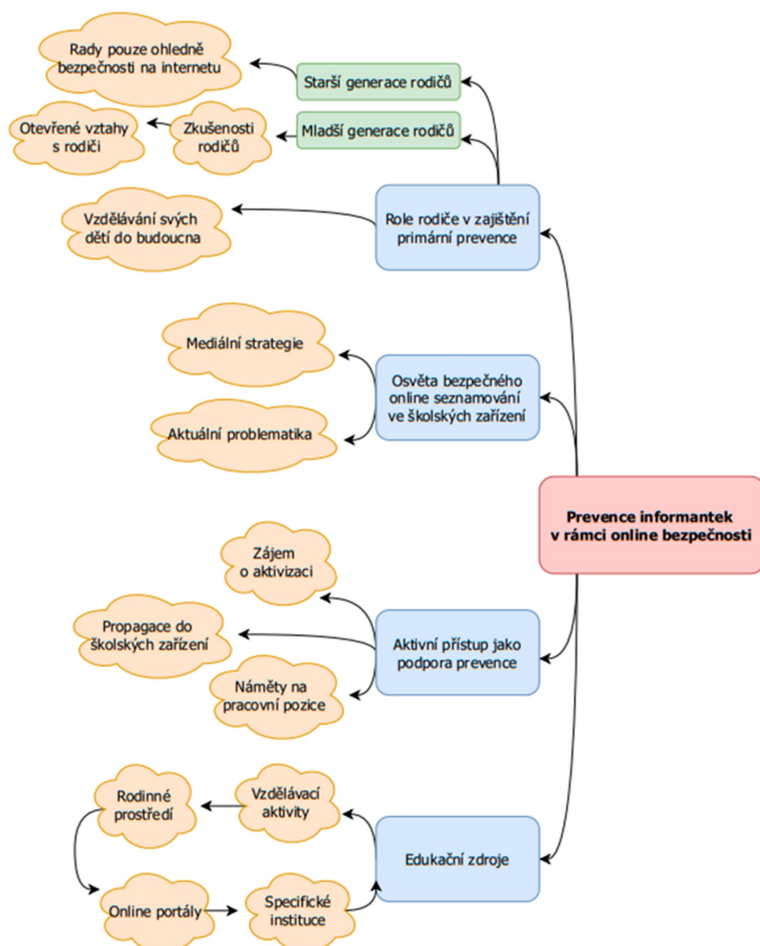 Rady pouze ohledně
bezpečnosti na internetu
Starší generace rodičů
Otevřené vztahy
s rodiči
Zkušenosti
rodičů
Mladší generace rodičů
Vzdělávání svých
dětí do budoucna
Role rodiče v zajištění
primární prevence
Mediální strategie
Aktuální problematika
Osvěta bezpečného
online seznamování
ve školských zařízení
Prevence informantek
v rámci online bezpečnosti
Zájem
o aktivizaci
Propagace do
školských zařízení
Náměty na
pracovní pozice
Aktivní přístup jako
podpora prevence
Rodinné
prostředí
Vzdělávací
aktivity
Online portály
Specifické
instituce
Edukační zdroje